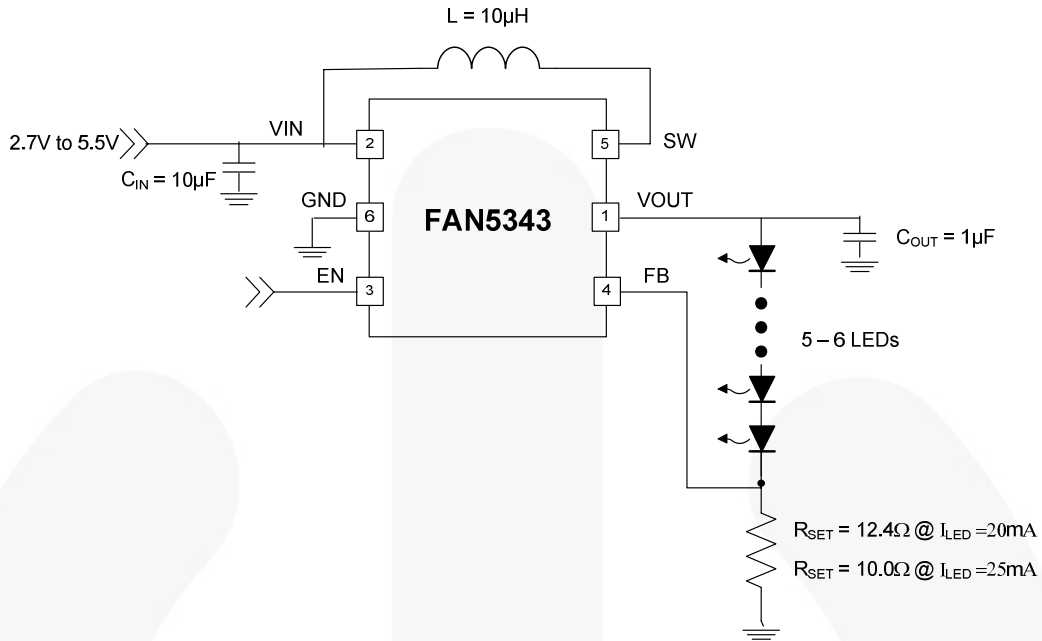 L = 10µH
VIN
2.7V to 5.5V
2
5
SW
C_IN = 10µF
GND
6
FAN5343
1
VOUT
C_OUT = 1µF
EN
3
4
FB
5 – 6 LEDs
R_SET = 12.4Ω @ I_LED =20mA
R_SET = 10.0Ω @ I_LED =25mA